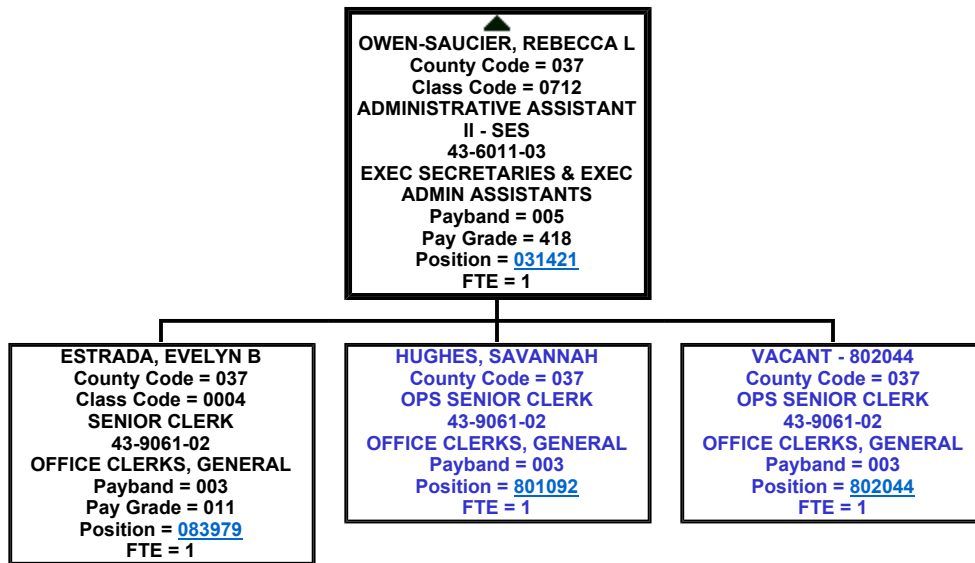 OWEN-SAUCIER, REBECCA L
County Code = 037
Class Code = 0712
ADMINISTRATIVE ASSISTANT
II - SES
43-6011-03
EXEC SECRETARIES & EXEC
ADMIN ASSISTANTS
Payband = 005
Pay Grade = 418
Position = 031421
FTE = 1
ESTRADA, EVELYN B
County Code = 037
Class Code = 0004
SENIOR CLERK
43-9061-02
OFFICE CLERKS, GENERAL
Payband = 003
Pay Grade = 011
Position = 083979
FTE = 1
HUGHES, SAVANNAH
County Code = 037
OPS SENIOR CLERK
43-9061-02
OFFICE CLERKS, GENERAL
Payband = 003
Position = 801092
FTE = 1
VACANT - 802044
County Code = 037
OPS SENIOR CLERK
43-9061-02
OFFICE CLERKS, GENERAL
Payband = 003
Position = 802044
FTE = 1